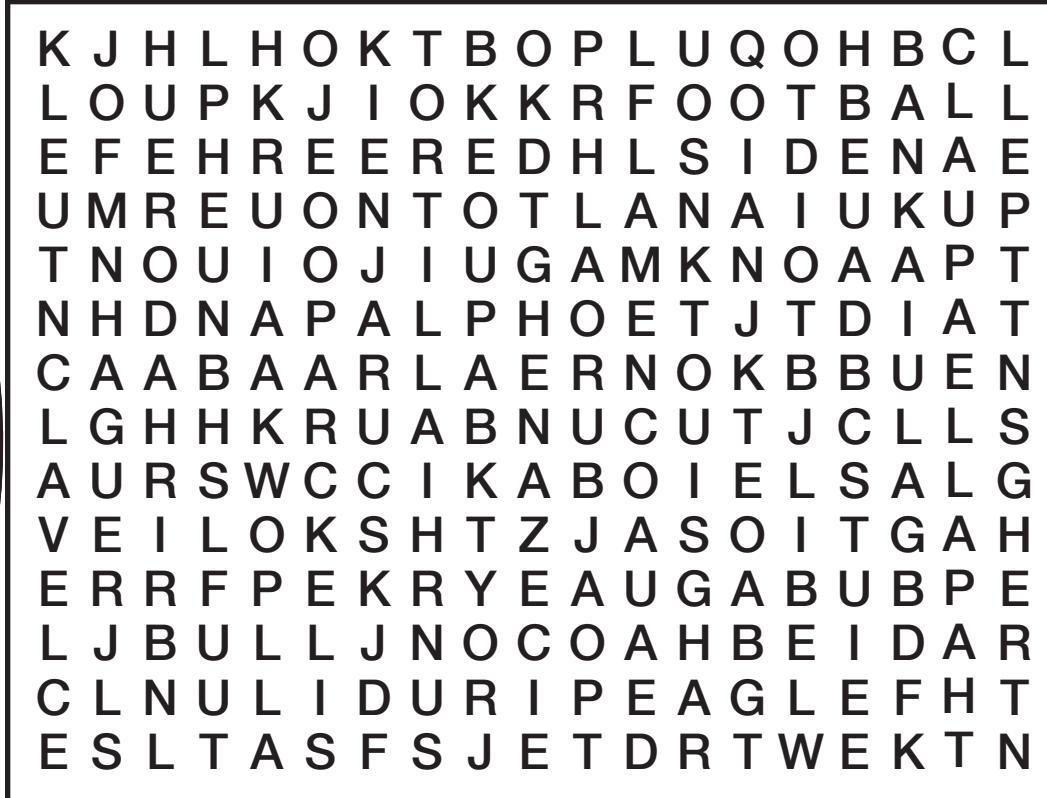 K J H L H O K T B O P L U Q O H B C L
L O U P K J I O K K R F O O T B A L L
E F E H R E E R E D H L S I D E N A E
U M R E U O N T O T L A N A I U K U P
T N O U I O J I U G A M K N O A A P T
N H D N A P A L P H O E T J T D I A T
C A A B A A R L A E R N O K B B U E N
L G H H K R U A B N U C U T J C L L S
A U R S W C C I K A B O I E L S A L G
V E I L O K S H T Z J A S O I T G A H
E R R F P E K R Y E A U G A B U B P E
L J B U L L J N O C O A H B E I D A R
C L N U L I D U R I P E A G L E F H T
E S L T A S F S J E T D R T W E K T N